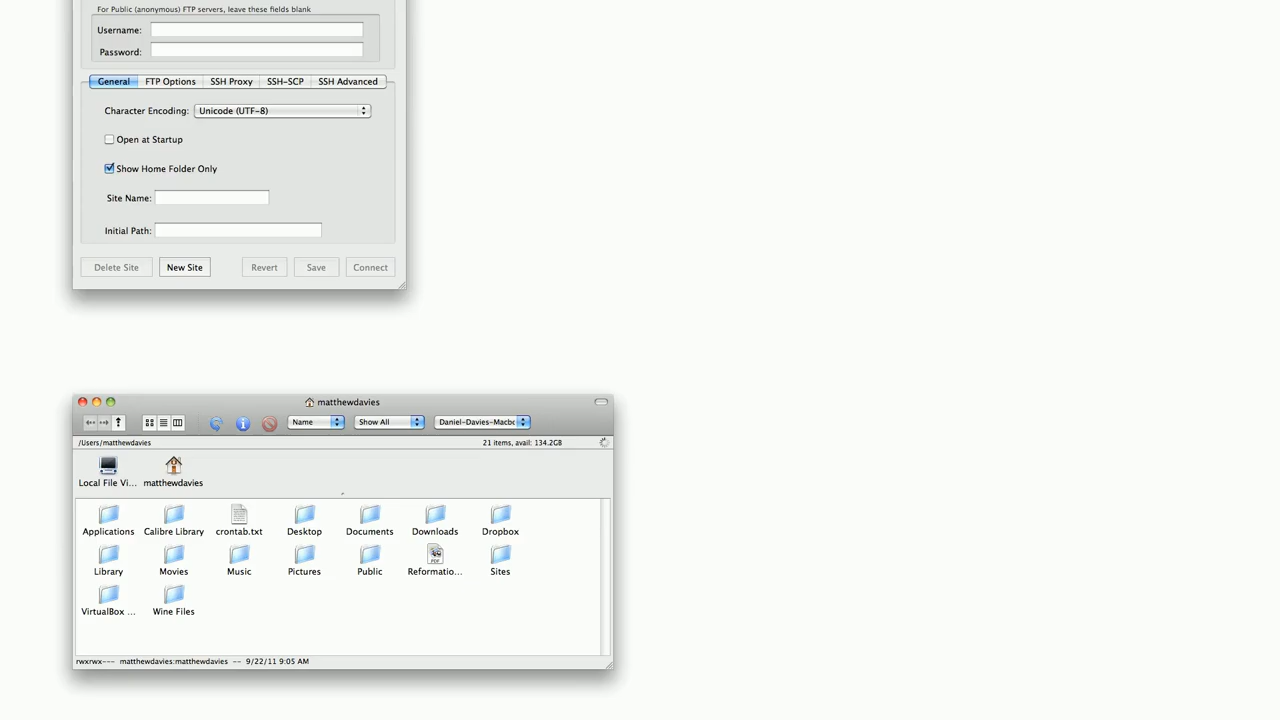 For Public (anonymous) FTP servers, leave these fields blank
Username:
Password:
General FTP Options SSH Proxy SSH-SCP SSH Advanced
Character Encoding: Unicode (UTF-8)
Open at Startup
Show Home Folder Only
Site Name:
Initial Path:
Delete Site New Site Revert Save Connect
matthewdavies
Name Show All Daniel-Davies-Macbo
/Users/matthewdavies 21 items, avail: 134.2GB
Local File Vi... matthewdavies
Applications Calibre Library crontab.txt Desktop Documents Downloads Dropbox
PDF
Library Movies Music Pictures Public Reformatio... Sites
VirtualBox ... Wine Files
rwxrwx--- matthewdavies:matthewdavies -- 9/22/11 9:05 AM